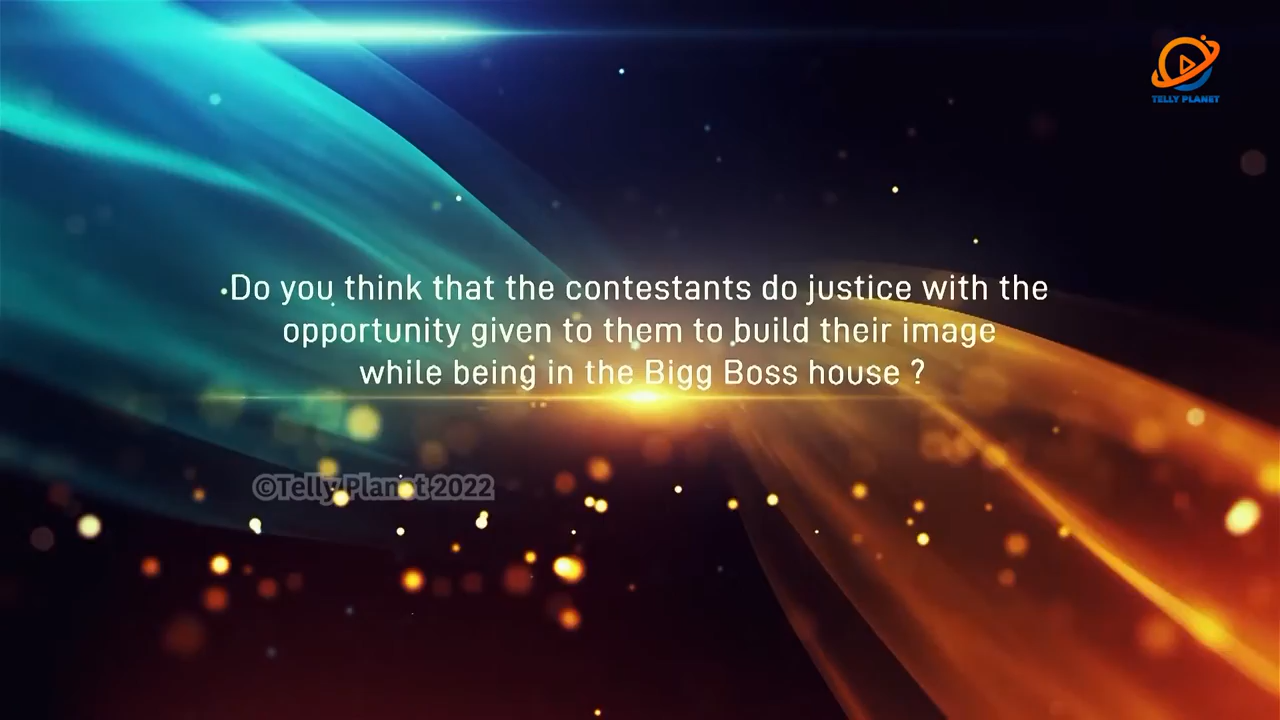 TELLY PLANET
Do you think that the contestants do justice with the
opportunity given to them to build their image
while being in the Bigg Boss house ?
©Telly Planet 2022